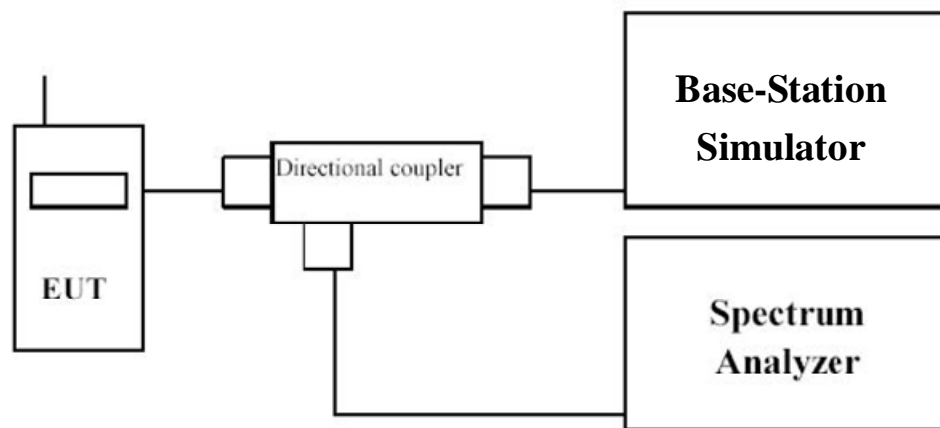 Base-Station
Simulator
Directional coupler
EUT
Spectrum
Analyzer